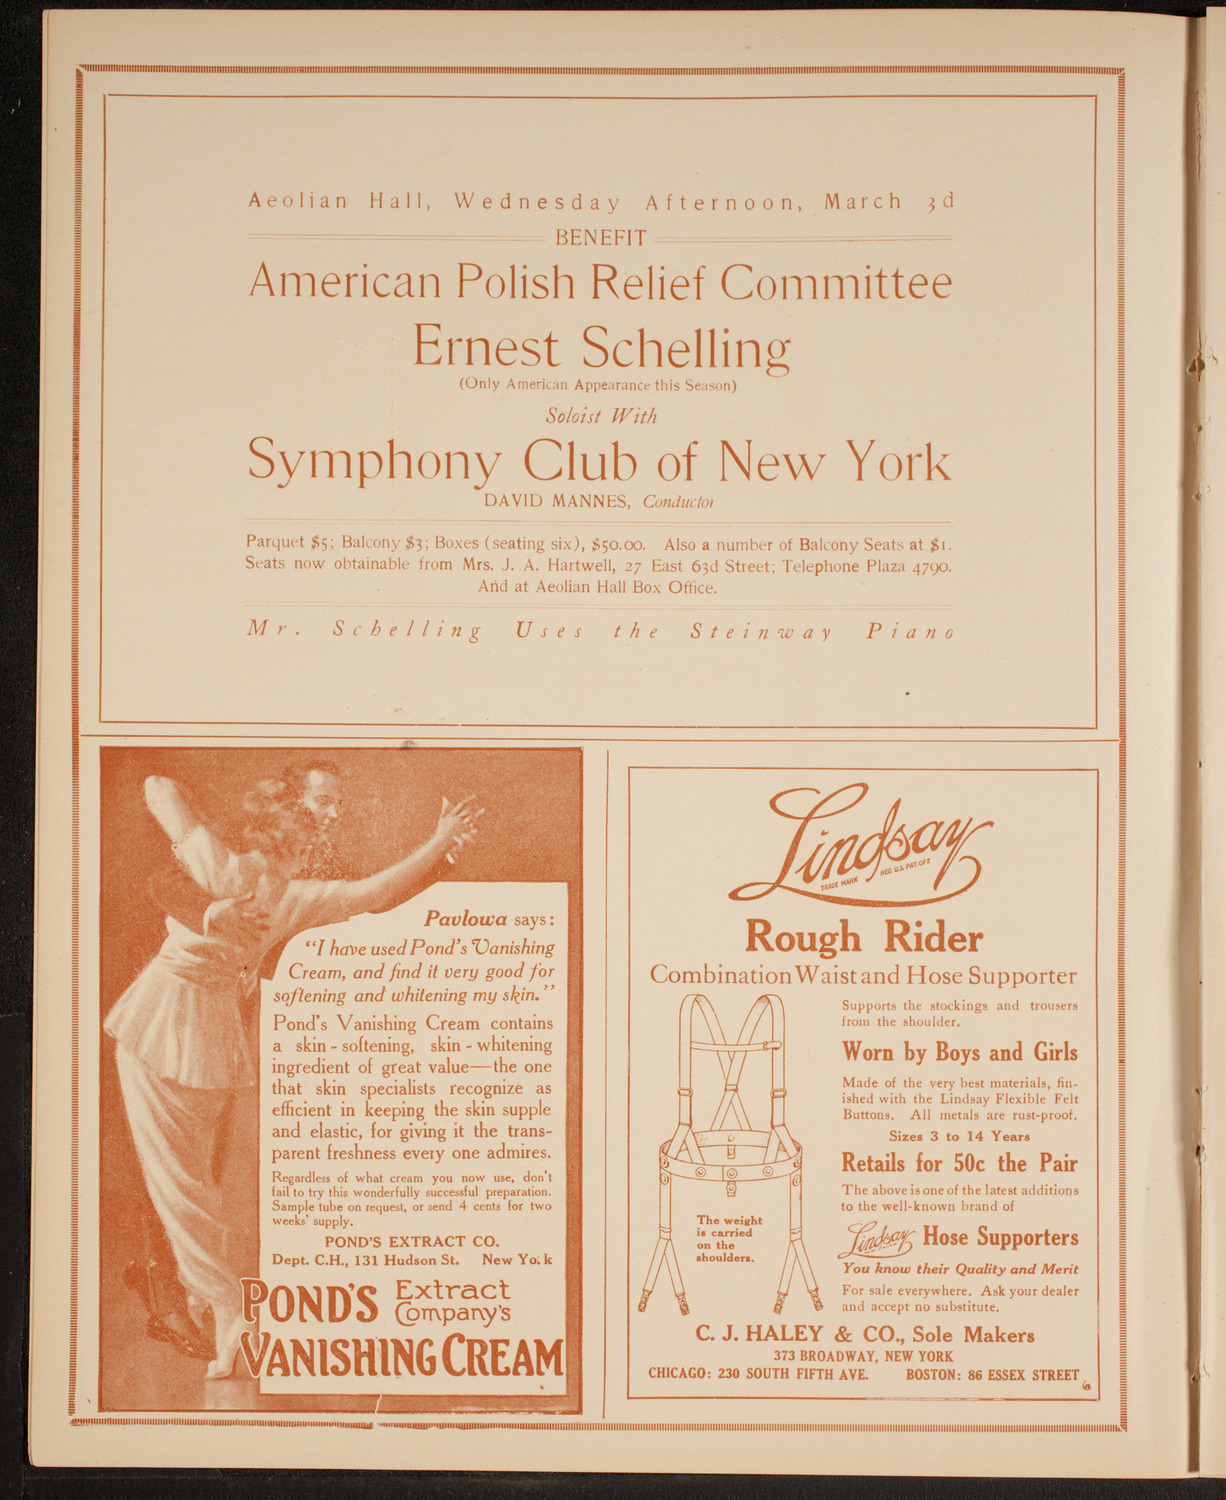 Aeolian Hall, Wednesday Afternoon, March 3d
BENEFIT
American Polish Relief Committee
Ernest Schelling
(Only American Appearance this Season)
Soloist With
Symphony Club of New York
DAVID MANNES, Conductor
Parquet $5; Balcony $3; Boxes (seating six), $50.00. Also a number of Balcony Seats at $1.
Seats now obtainable from Mrs. J. A. Hartwell, 27 East 63d Street; Telephone Plaza 4790.
And at Aeolian Hall Box Office.
Mr. Schelling Uses the Steinway Piano
Pavlowa says:
"I have used Pond's Vanishing
Cream, and find it very good for
softening and whitening my skin."
Pond's Vanishing Cream contains
a skin-softening, skin-whitening
ingredient of great value—the one
that skin specialists recognize as
efficient in keeping the skin supple
and elastic, for giving it the trans-
parent freshness every one admires.
Regardless of what cream you now use, don't
fail to try this wonderfully successful preparation.
Sample tube on request, or send 4 cents for two
weeks' supply.
POND'S EXTRACT CO.
Dept. C.H., 131 Hudson St. New York
POND'S Extract
Company's
VANISHING CREAM
Lindsay
TRADE MARK REG U.S. PAT. OFF.
Rough Rider
Combination Waist and Hose Supporter
Supports the stockings and trousers
from the shoulder.
Worn by Boys and Girls
Made of the very best materials, fin-
ished with the Lindsay Flexible Felt
Buttons. All metals are rust-proof.
Sizes 3 to 14 Years
Retails for 50c the Pair
The above is one of the latest additions
to the well-known brand of
Lindsay Hose Supporters
You know their Quality and Merit
For sale everywhere. Ask your dealer
and accept no substitute.
The weight
is carried
on the
shoulders.
C. J. HALEY & CO., Sole Makers
373 BROADWAY, NEW YORK
CHICAGO: 230 SOUTH FIFTH AVE. BOSTON: 86 ESSEX STREET